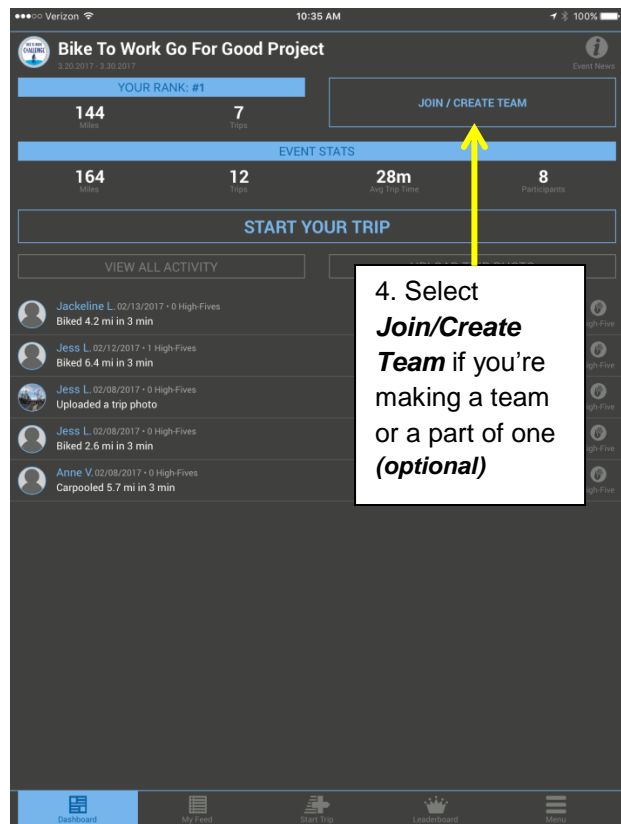 Verizon 10:35 AM 100%
Bike To Work Go For Good Project
3.20.2017 - 3.30.2017
Event News
YOUR RANK: #1
144 7
Miles Trips
JOIN / CREATE TEAM
EVENT STATS
164 12 28m 8
Miles Trips Avg Trip Time Participants
START YOUR TRIP
VIEW ALL ACTIVITY
Jackeline L. 02/13/2017 • 0 High-Fives
Biked 4.2 mi in 3 min
Jess L. 02/12/2017 • 1 High-Fives
Biked 6.4 mi in 3 min
Jess L. 02/08/2017 • 0 High-Fives
Uploaded a trip photo
Jess L. 02/08/2017 • 0 High-Fives
Biked 2.6 mi in 3 min
Anne V. 02/08/2017 • 0 High-Fives
Carpooled 5.7 mi in 3 min
4. Select
Join/Create
Team if you’re
making a team
or a part of one
(optional)
Dashboard My Feed Start Trip Leaderboard Menu